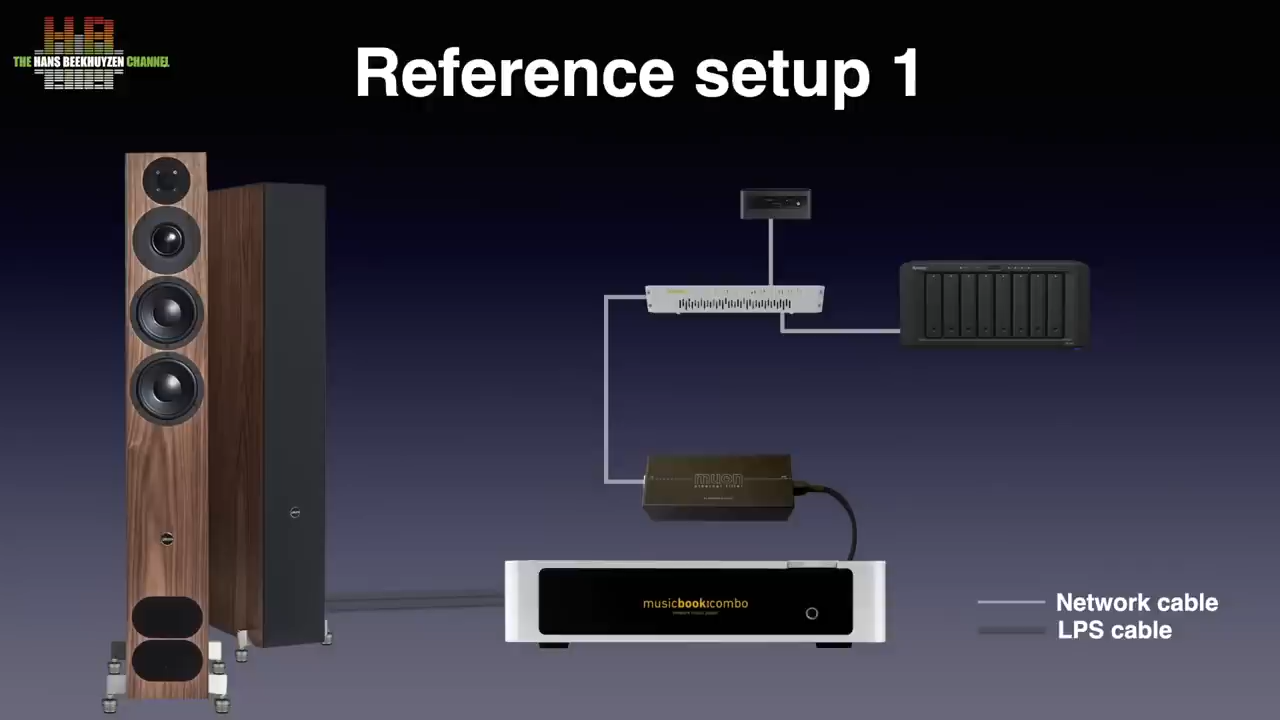 THE HANS BEEKHUYZEN CHANNEL
Reference setup 1
muon
musicbook:combo
Network cable
LPS cable